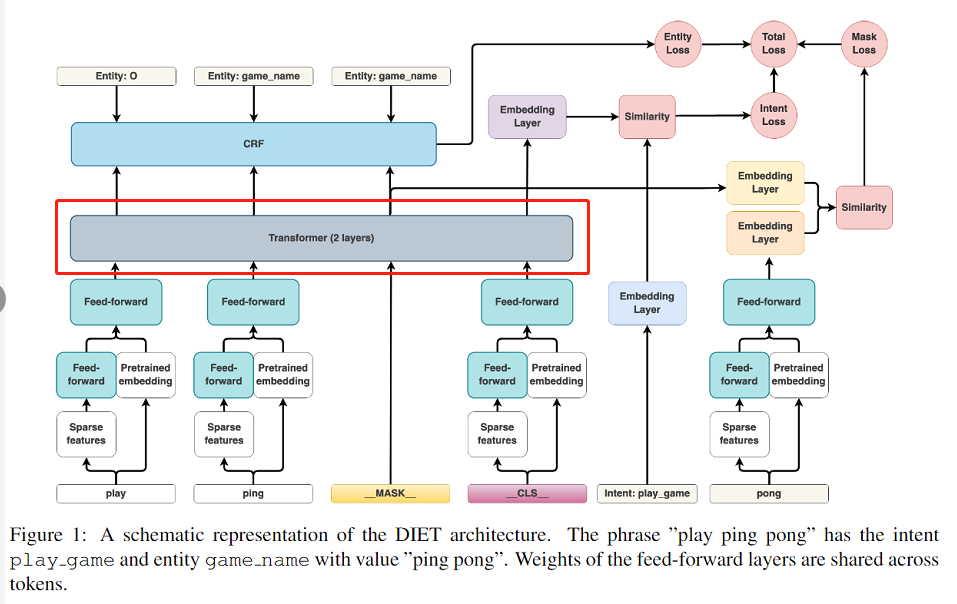 Entity Loss
Total Loss
Mask Loss
Entity: O
Entity: game_name
Entity: game_name
Embedding Layer
Similarity
Intent Loss
CRF
Embedding Layer
Similarity
Embedding Layer
Transformer (2 layers)
Feed-forward
Feed-forward
Feed-forward
Embedding Layer
Feed-forward
Feed-forward
Pretrained embedding
Feed-forward
Pretrained embedding
Feed-forward
Pretrained embedding
Feed-forward
Pretrained embedding
Sparse features
Sparse features
Sparse features
Sparse features
play
ping
__MASK__
__CLS__
Intent: play_game
pong
Figure 1: A schematic representation of the DIET architecture. The phrase ”play ping pong” has the intent
play_game and entity game_name with value ”ping pong”. Weights of the feed-forward layers are shared across
tokens.